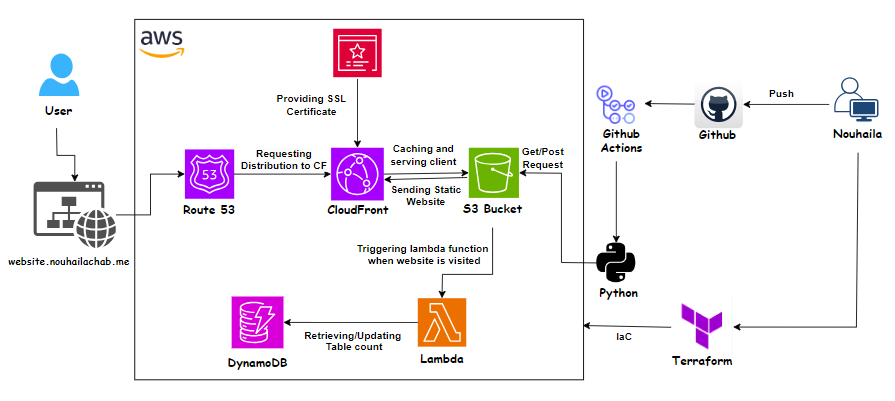 aws
User
website.nouhailachab.me
Providing SSL
Certificate
53
Route 53
Requesting
Distribution to CF
CloudFront
Caching and
serving client
Sending Static
Website
S3 Bucket
Get/Post
Request
Triggering lambda function
when website is visited
Lambda
Retrieving/Updating
Table count
DynamoDB
Github
Actions
Github
Push
Nouhaila
Python
IaC
Terraform